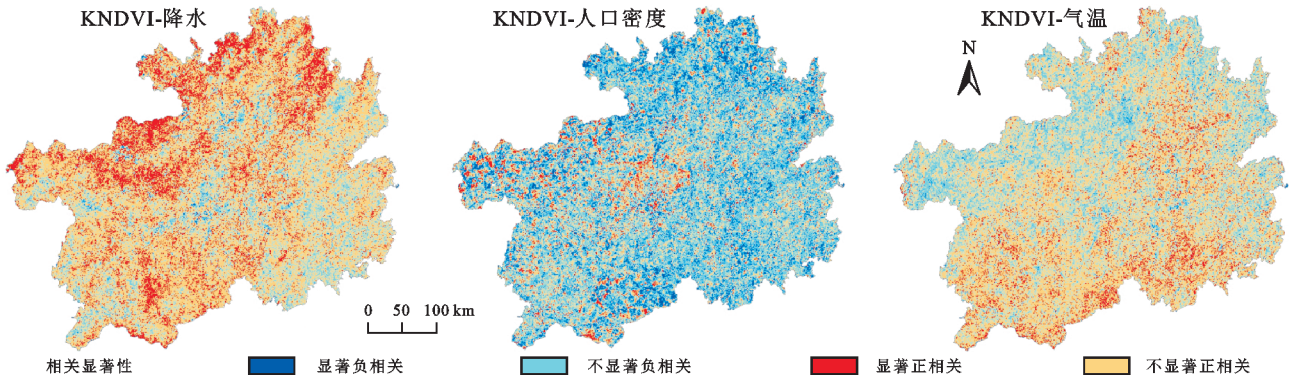 KNDVI-降水
KNDVI-人口密度
KNDVI-气温
N
0 50 100 km
相关显著性 显著负相关 不显著负相关 显著正相关 不显著正相关